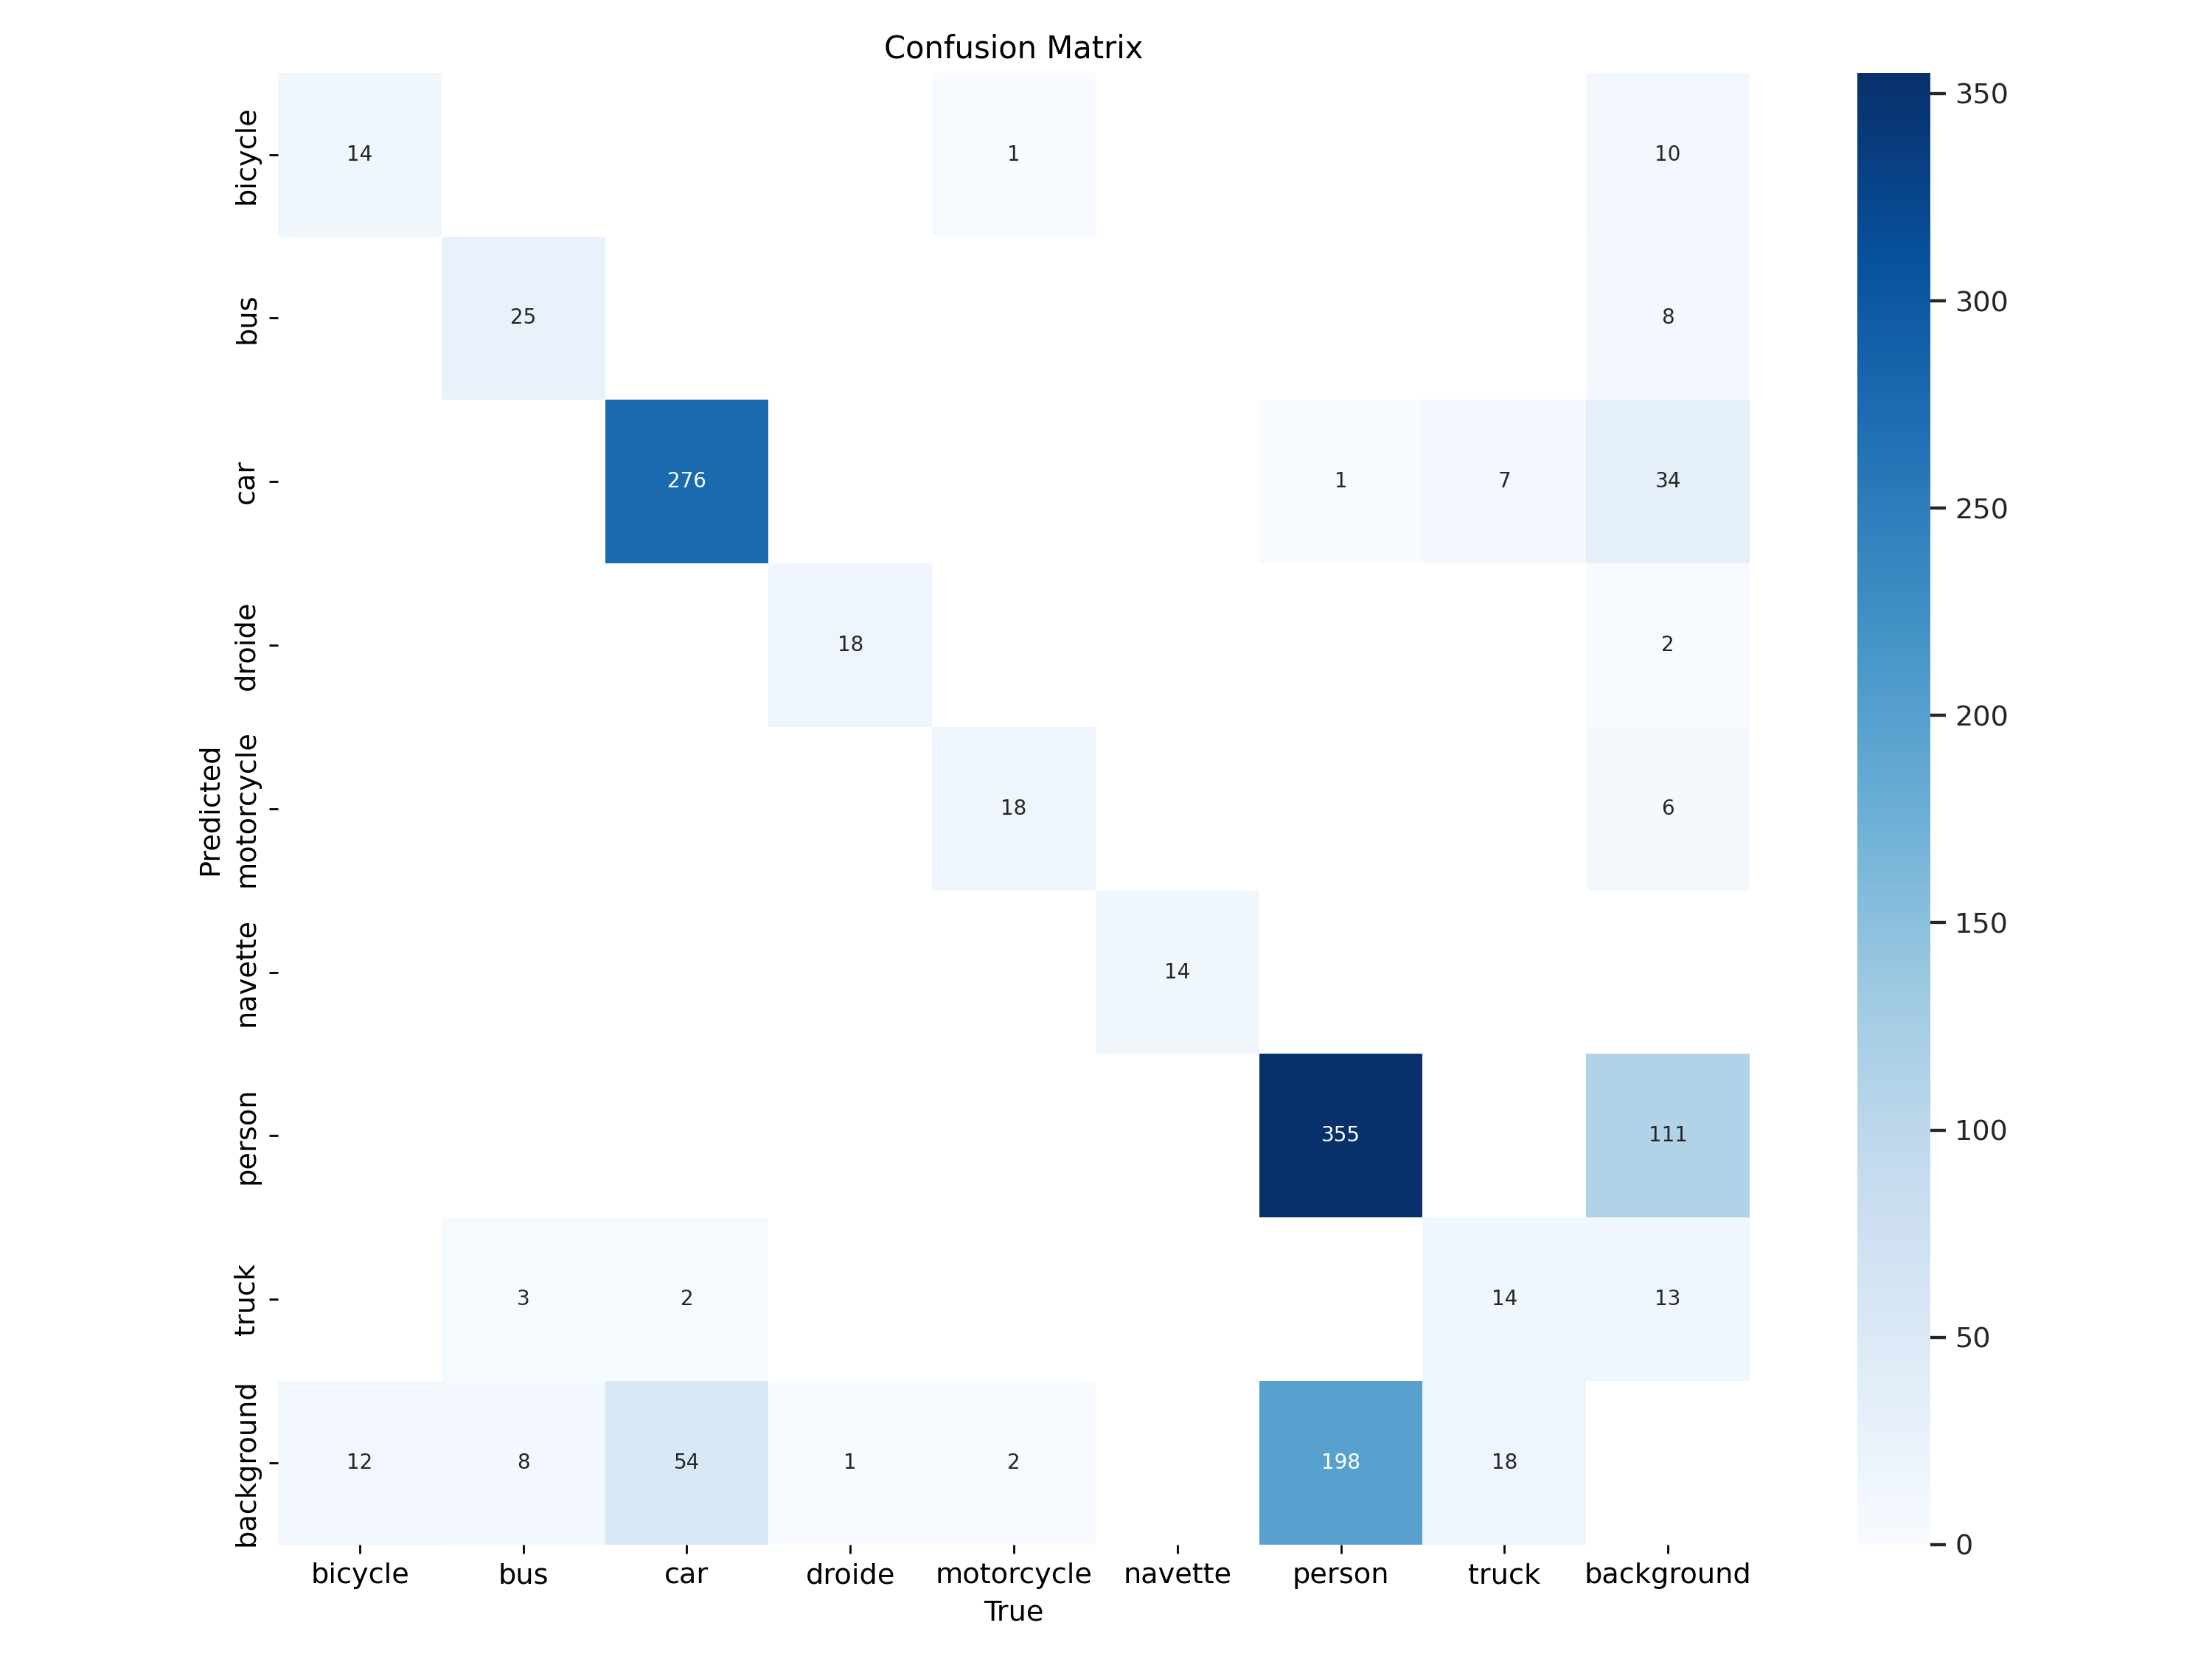 Confusion Matrix
bicycle 14 1 10
bus 25 8
car 276 1 7 34
droide 18 2
motorcycle 18 6
navette 14
person 355 111
truck 3 2 14 13
background 12 8 54 1 2 198 18
Predicted
bicycle bus car droide motorcycle navette person truck background
True
350
300
250
200
150
100
50
0